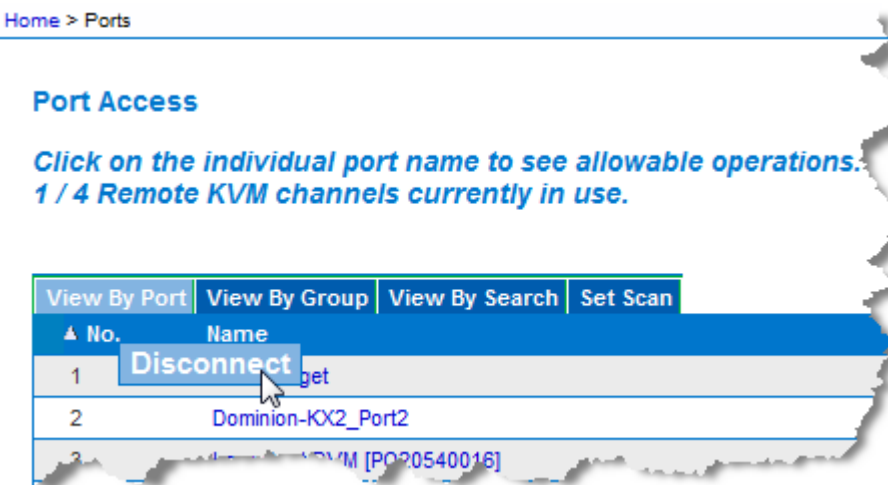 Home > Ports
Port Access
Click on the individual port name to see allowable operations.
1 / 4 Remote KVM channels currently in use.
View By Port View By Group View By Search Set Scan
▲ No. Name
Disconnect
1 get
2 Dominion-KX2_Port2
3 [PQ20540016]